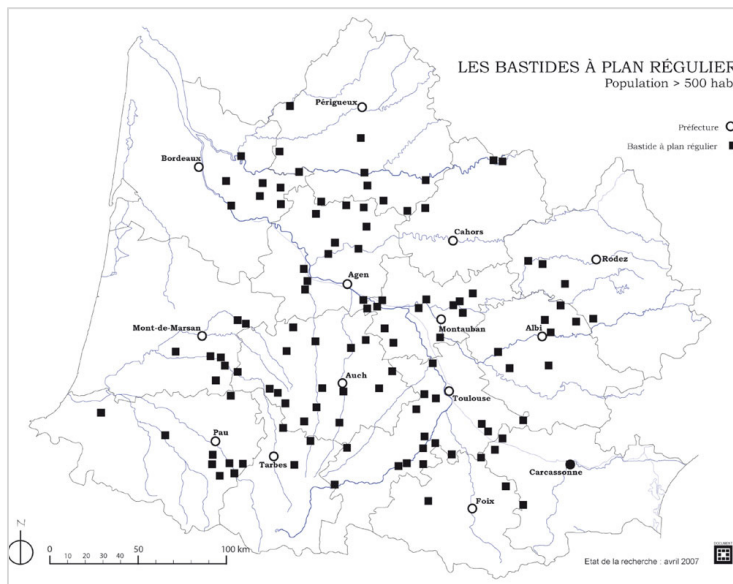 LES BASTIDES À PLAN RÉGULIER
Population > 500 hab
Périgueux
Préfecture
Bastide à plan régulier
Bordeaux
Cahors
Rodez
Agen
Mont-de-Marsan
Montauban
Albi
Auch
Toulouse
Pau
Tarbes
Carcassonne
Foix
N
0 10 20 30 40 50 100 km
Etat de la recherche : avril 2007